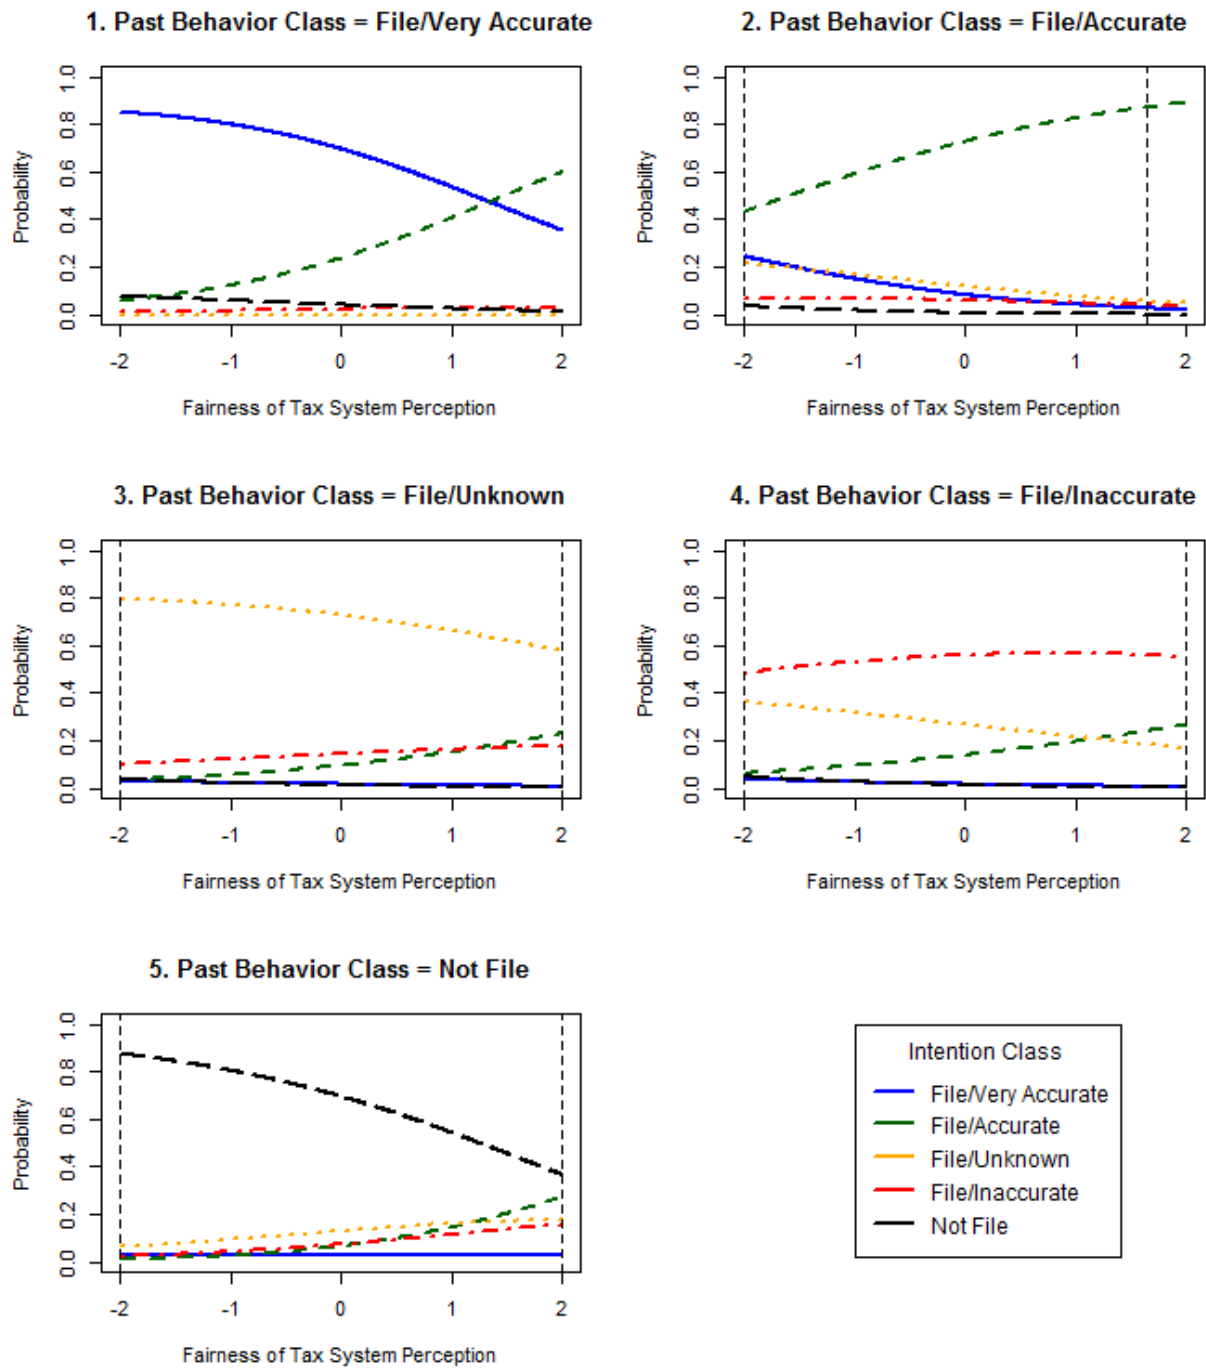 1. Past Behavior Class = File/Very Accurate
Probability
1.0
0.8
0.6
0.4
0.2
0.0
-2 -1 0 1 2
Fairness of Tax System Perception
2. Past Behavior Class = File/Accurate
Probability
1.0
0.8
0.6
0.4
0.2
0.0
-2 -1 0 1 2
Fairness of Tax System Perception
3. Past Behavior Class = File/Unknown
Probability
1.0
0.8
0.6
0.4
0.2
0.0
-2 -1 0 1 2
Fairness of Tax System Perception
4. Past Behavior Class = File/Inaccurate
Probability
1.0
0.8
0.6
0.4
0.2
0.0
-2 -1 0 1 2
Fairness of Tax System Perception
5. Past Behavior Class = Not File
Probability
1.0
0.8
0.6
0.4
0.2
0.0
-2 -1 0 1 2
Fairness of Tax System Perception
Intention Class
File/Very Accurate
File/Accurate
File/Unknown
File/Inaccurate
Not File